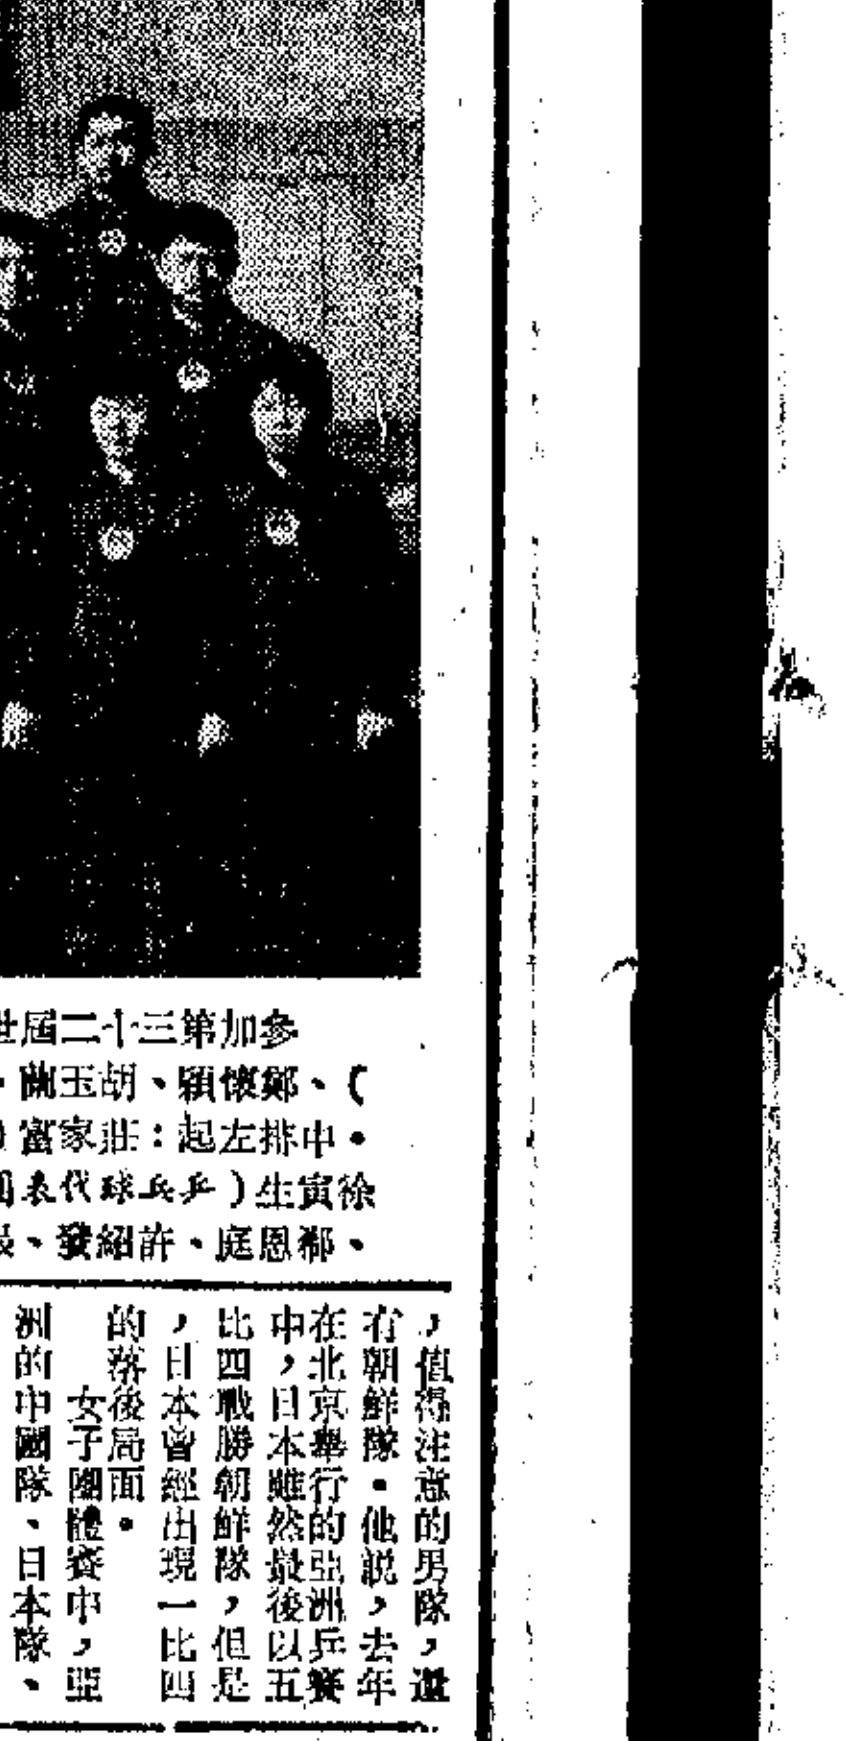 參加第三十二屆世
(、鄭懷穎、胡玉蘭、
•中排左起：莊家富
徐寅生(乒乓球代表團
、郗恩庭、許紹發、張
，值得注意的男隊，還
有朝鮮隊•他說，去年
在北京舉行的亞洲乒賽
中，日本雖然最後以五
比四戰勝朝鮮隊，但是
，日本曾經出現一比四
的落後局面•
女子團體賽中，亞
洲的中國隊、日本隊、